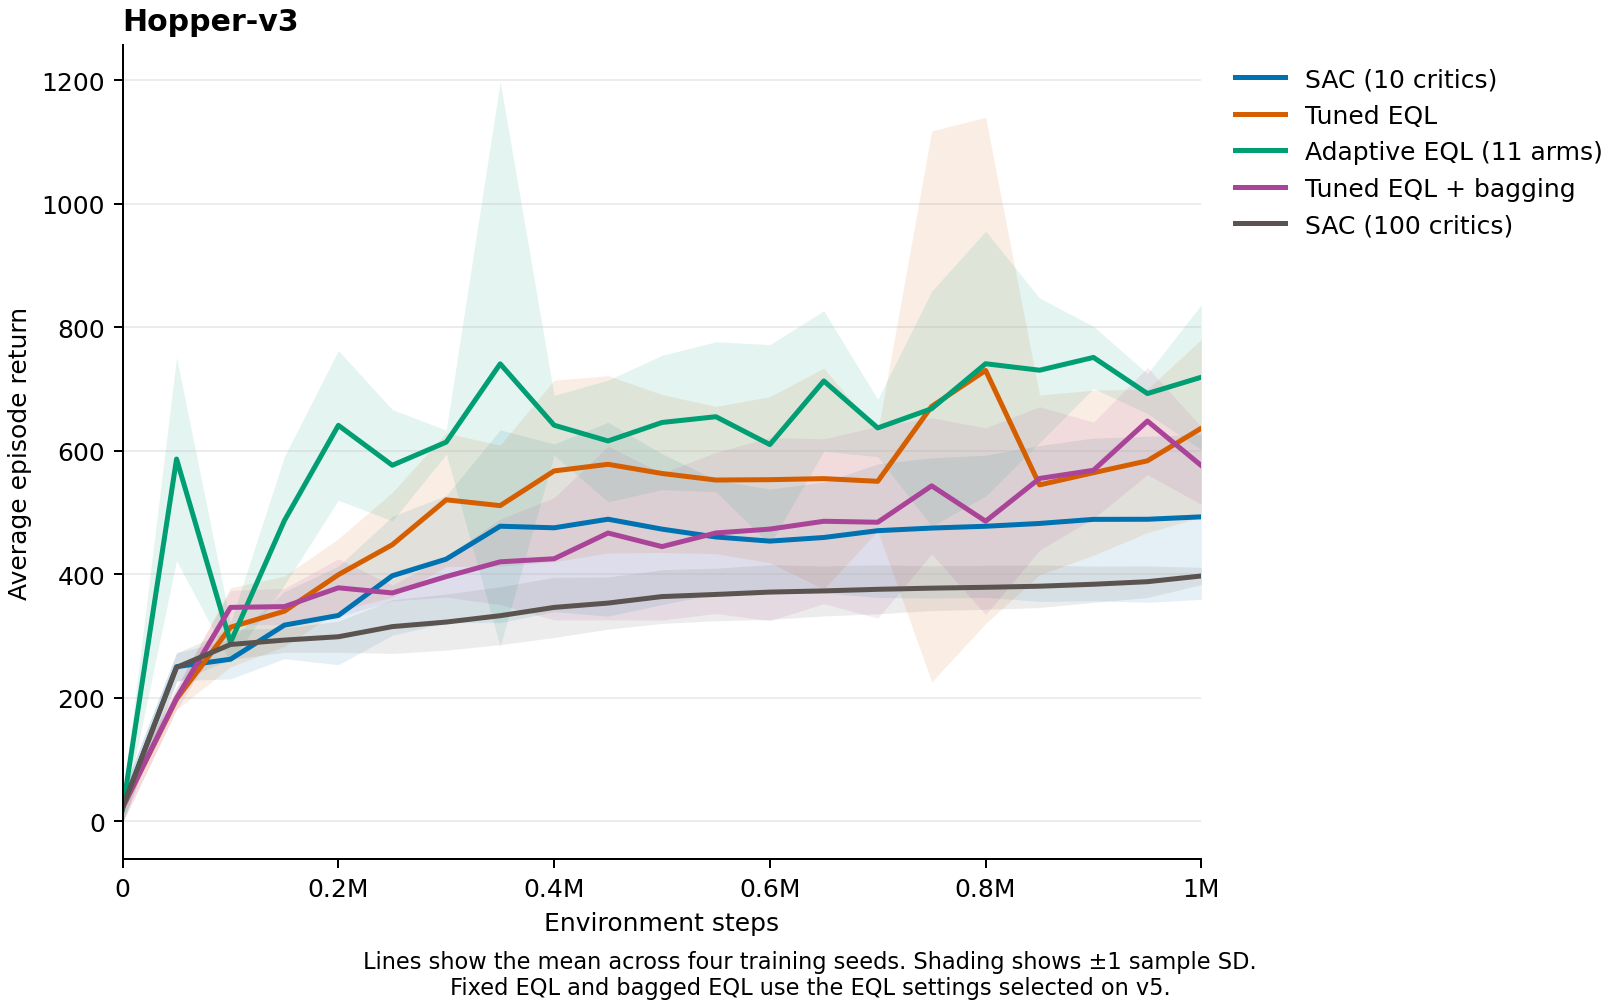 Hopper-v3
1200
1000
800
600
400
200
0
Average episode return
0
0.2M
0.4M
0.6M
0.8M
1M
Environment steps
SAC (10 critics)
Tuned EQL
Adaptive EQL (11 arms)
Tuned EQL + bagging
SAC (100 critics)
Lines show the mean across four training seeds. Shading shows ±1 sample SD.
Fixed EQL and bagged EQL use the EQL settings selected on v5.